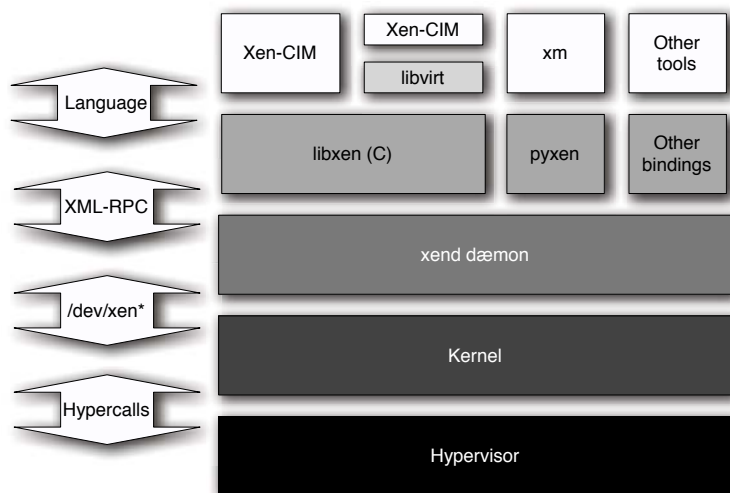 Xen-CIM
Xen-CIM
libvirt
xm
Other
tools
Language
libxen (C)
pyxen
Other
bindings
XML-RPC
xend dæmon
/dev/xen*
Kernel
Hypercalls
Hypervisor